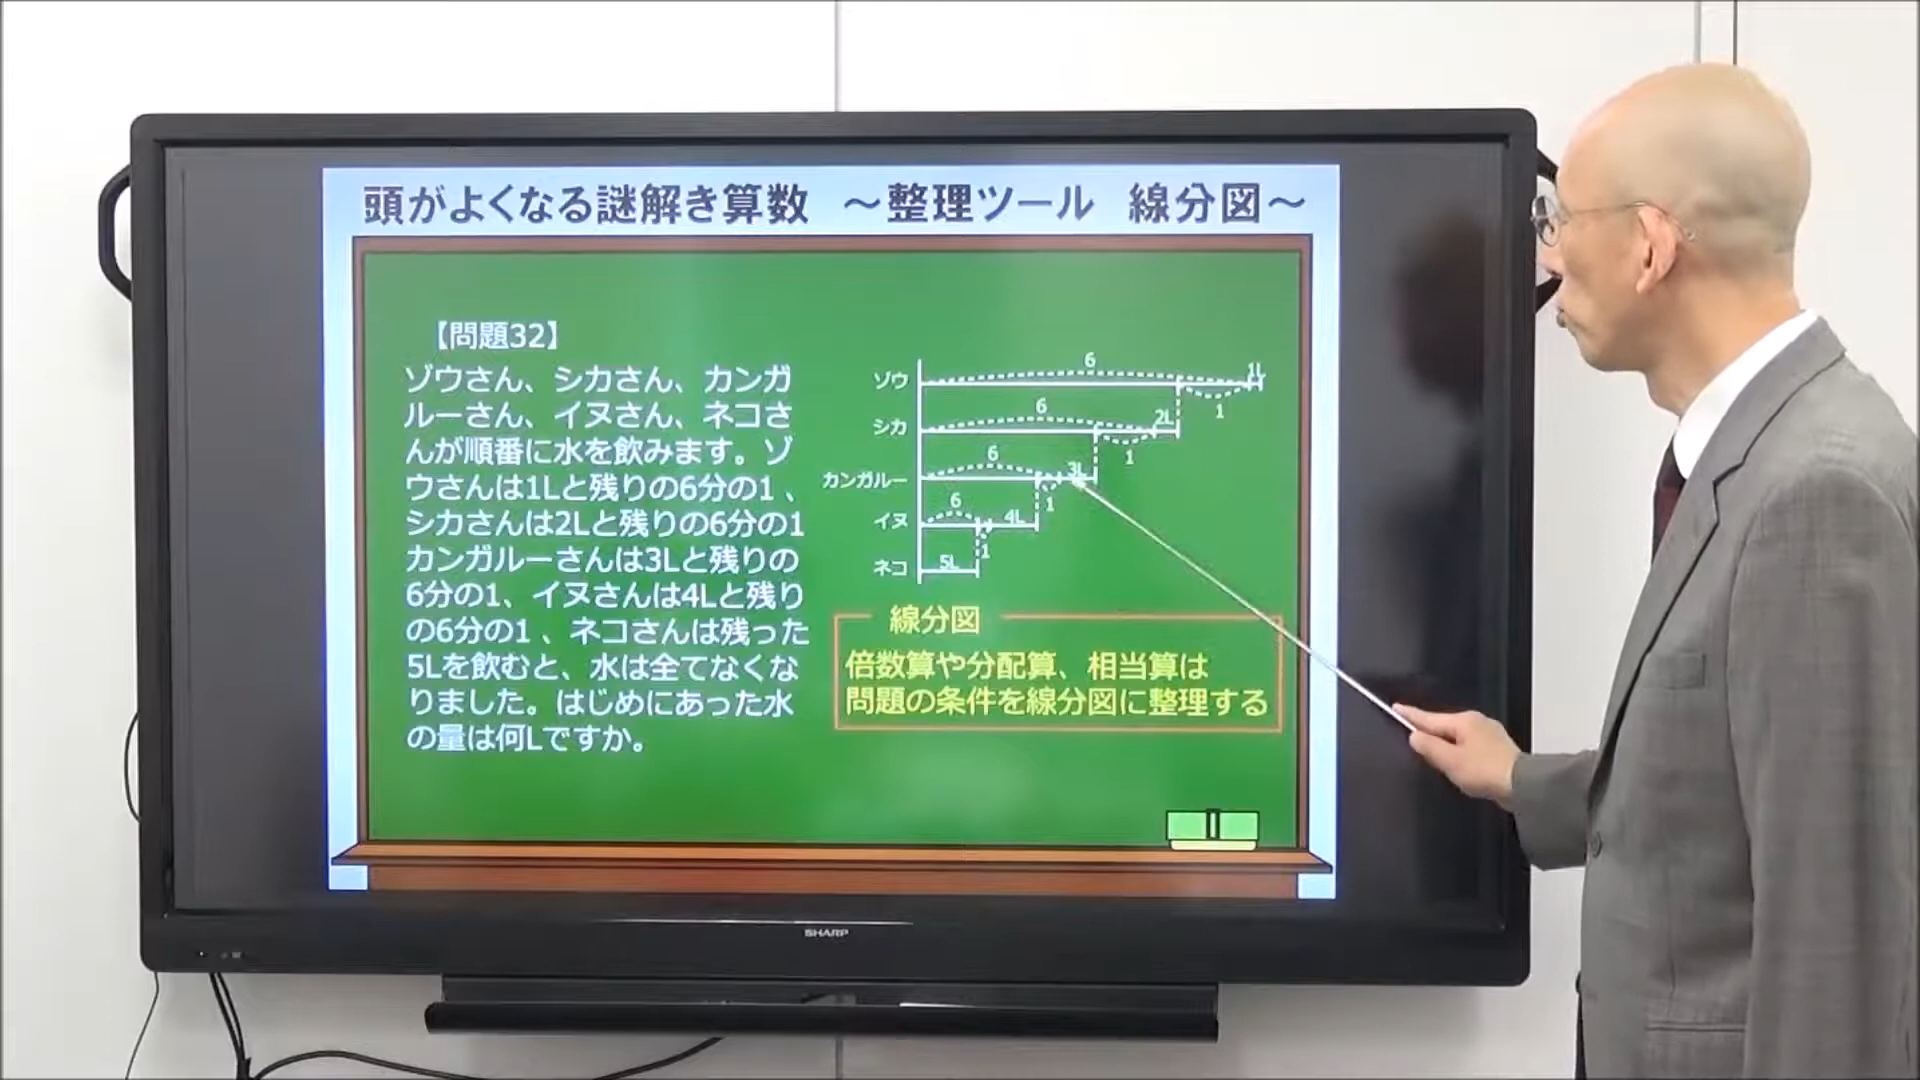 頭がよくなる謎解き算数 ～整理ツール 線分図～
【問題32】
ゾウさん、シカさん、カンガ
ルーさん、イヌさん、ネコさ
んが順番に水を飲みます。ゾ
ウさんは1Lと残りの6分の1、
シカさんは2Lと残りの6分の1
カンガルーさんは3Lと残りの
6分の1、イヌさんは4Lと残り
の6分の1、ネコさんは残った
5Lを飲むと、水は全てなくな
りました。はじめにあった水
の量は何Lですか。
6
1L
ゾウ
1
6
2L
シカ
1
6
3L
カンガルー
1
6
4L
イヌ
1
5L
ネコ
線分図
倍数算や分配算、相当算は
問題の条件を線分図に整理する
SHARP